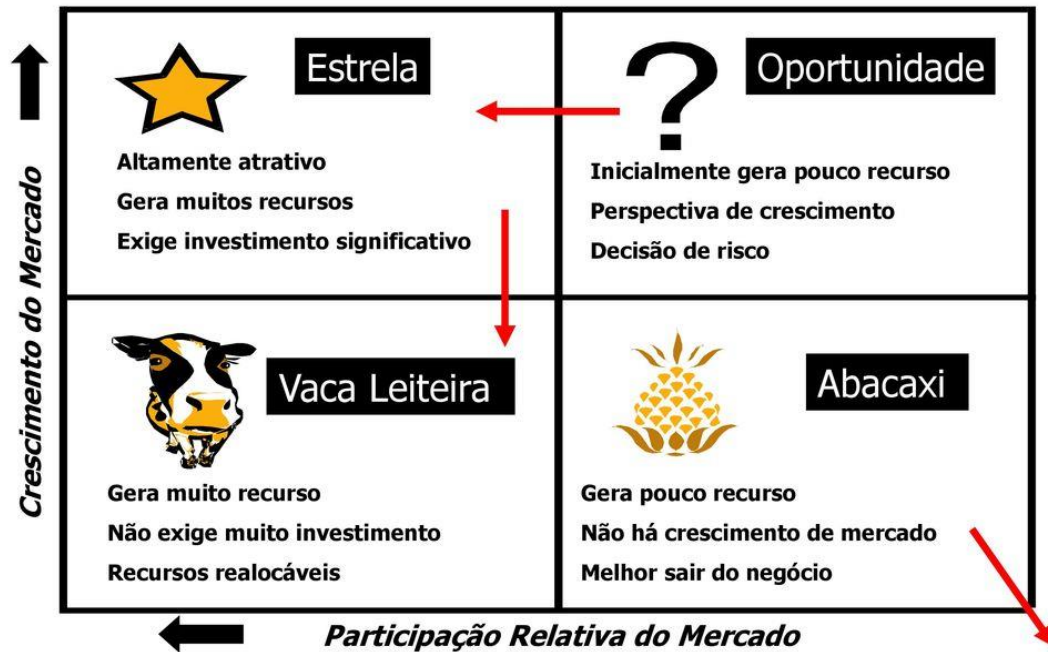 Estrela
Altamente atrativo
Gera muitos recursos
Exige investimento significativo
?
Oportunidade
Inicialmente gera pouco recurso
Perspectiva de crescimento
Decisão de risco
Crescimento do Mercado
Vaca Leiteira
Gera muito recurso
Não exige muito investimento
Recursos realocáveis
Abacaxi
Gera pouco recurso
Não há crescimento de mercado
Melhor sair do negócio
Participação Relativa do Mercado